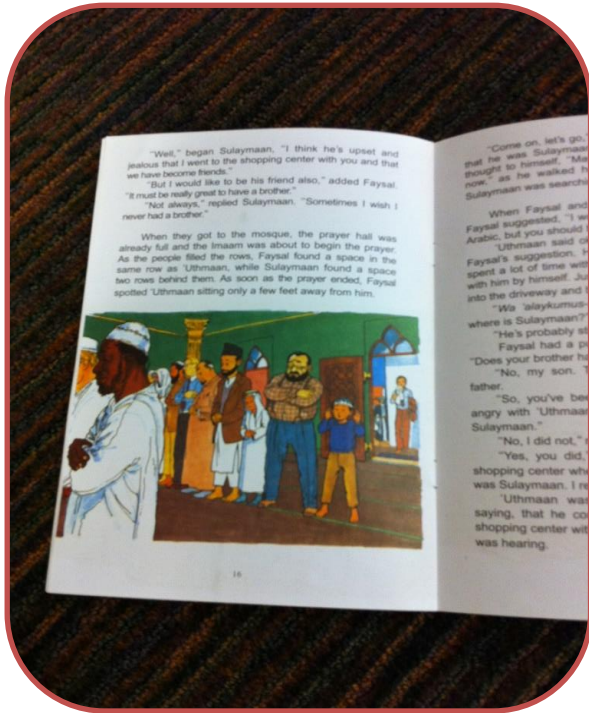 "Well," began Sulaymaan, "I think he's upset and
jealous that I went to the shopping center with you and that
we have become friends."
"But I would like to be his friend also," added Faysal.
"It must be really great to have a brother."
"Not always," replied Sulaymaan. "Sometimes I wish I
never had a brother."
When they got to the mosque, the prayer hall was
already full and the Imaam was about to begin the prayer.
As the people filled the rows, Faysal found a space in the
same row as 'Uthmaan, while Sulaymaan found a space
two rows behind them. As soon as the prayer ended, Faysal
spotted 'Uthmaan sitting only a few feet away from him.
16
"Come on, let's go,"
that he was Sulaymaan
thought to himself, "Ma
now," as he walked h
Sulaymaan was searchi
When Faysal and
Faysal suggested, "I w
Arabic, but you should
'Uthmaan said o
Faysal's suggestion. H
spent a lot of time with
with him by himself. Ju
into the driveway and
"Wa 'alaykumus-
where is Sulaymaan?"
"He's probably st
Faysal had a pu
"Does your brother ha
"No, my son. T
father.
"So, you've bee
angry with 'Uthmaan
Sulaymaan."
"No, I did not,"
"Yes, you did,"
shopping center whe
was Sulaymaan. I re
'Uthmaan was
saying, that he co
shopping center wit
was hearing.